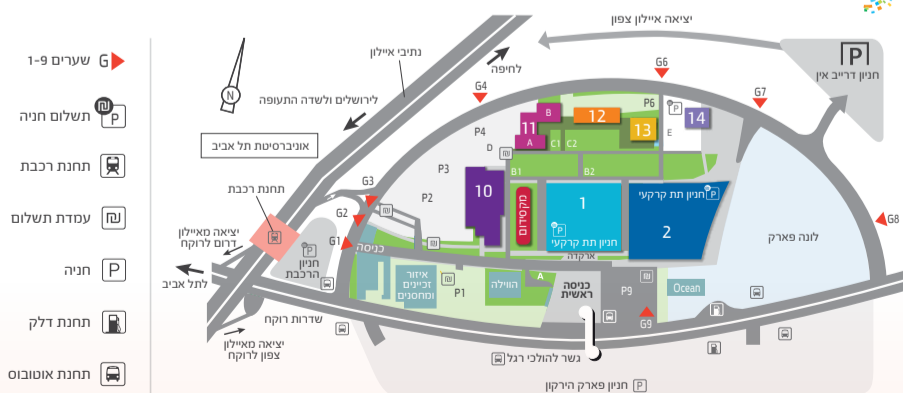 G שערים 1-9
תשלום חניה
תחנת רכבת
עמדת תשלום
חניה
תחנת דלק
תחנת אוטובוס
P
P
N
יציאה איילון צפון
נתיבי איילון
לחיפה
לירושלים ולשדה התעופה
אוניברסיטת תל אביב
תחנת רכבת
יציאה מאיילון
דרום לרוקח
לתל אביב
שדרות רוקח
יציאה מאיילון
צפון לרוקח
P
חניון
הרכבת
P
חניון דרייב אין
G1
G2
G3
G4
G6
G7
G8
G9
P4
D
P3
P2
P1
P6
P
E
P9
11
B
A
12
13
14
C1
C2
B1
B2
10
מקסידום
1
P
חניון תת קרקעי
חניון תת קרקעי
P
2
לונה פארק
ארקדה
כניסה
איזור
זכיינים
ומחסנים
הווילה
A
כניסה
ראשית
Ocean
גשר להולכי רגל
חניון פארק הירקון
P